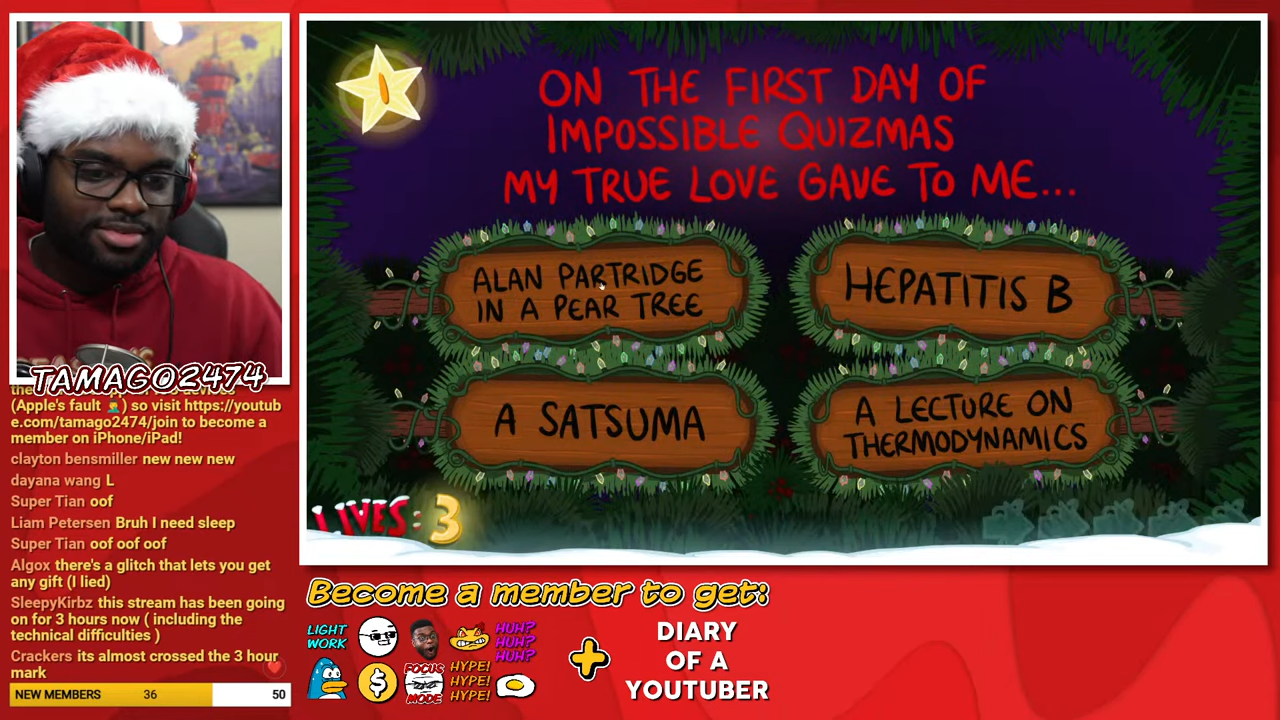 ON THE FIRST DAY OF
IMPOSSIBLE QUIZMAS
MY TRUE LOVE GAVE TO ME...
1
ALAN PARTRIDGE
IN A PEAR TREE
HEPATITIS B
A SATSUMA
A LECTURE ON
THERMODYNAMICS
LIVES: 3
TAMAGO2474
(Apple's fault 🤦‍♂️) so visit https://youtub
e.com/tamago2474/join to become a
member on iPhone/iPad!
clayton bensmiller new new new
dayana wang L
Super Tian oof
Liam Petersen Bruh I need sleep
Super Tian oof oof oof
Algox there's a glitch that lets you get
any gift (I lied)
SleepyKirbz this stream has been going
on for 3 hours now ( including the
technical difficulties )
Crackers its almost crossed the 3 hour
mark
NEW MEMBERS 36 50
Become a member to get:
LIGHT
WORK
HUH?
HUH?
HUH?
$
FOCUS
MODE
HYPE!
HYPE!
HYPE!
+
DIARY
OF A
YOUTUBER